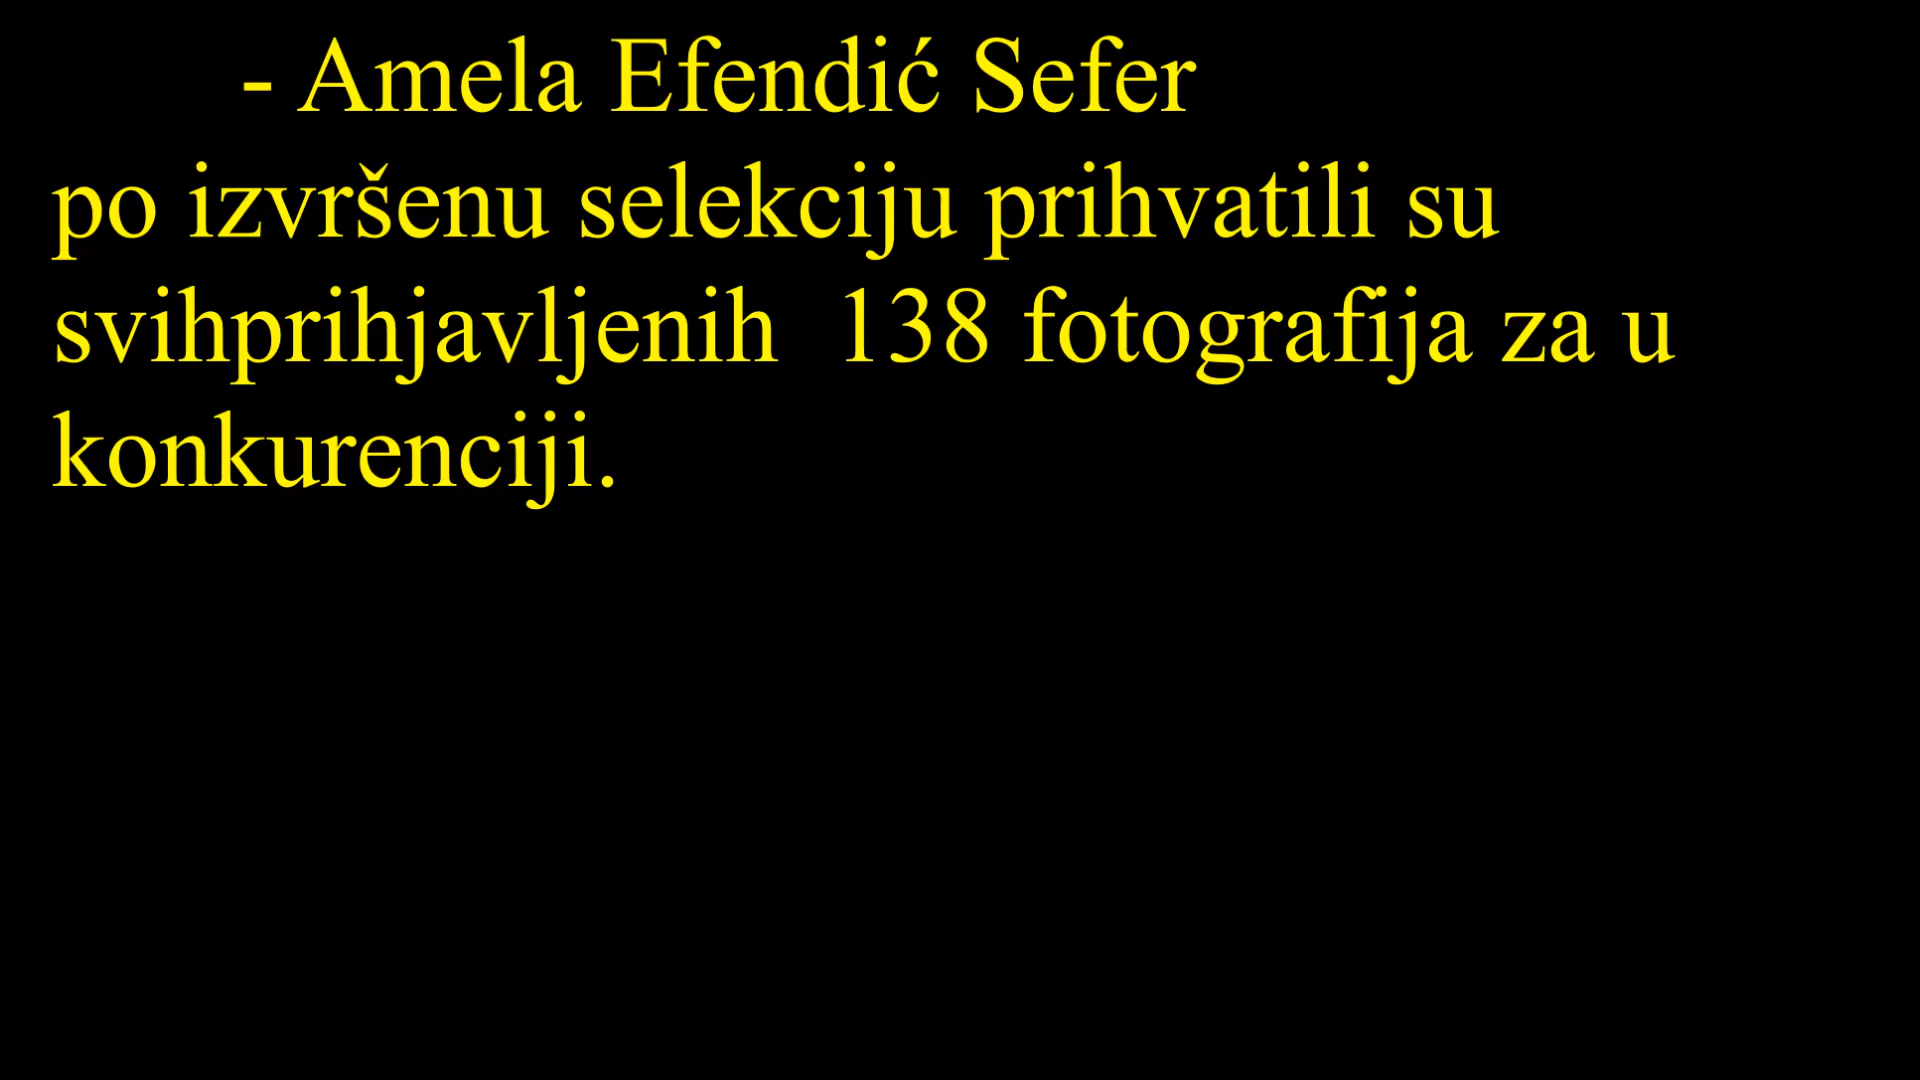 - Amela Efendić Sefer
po izvršenu selekciju prihvatili su
svihprihjavljenih  138 fotografija za u
konkurenciji.